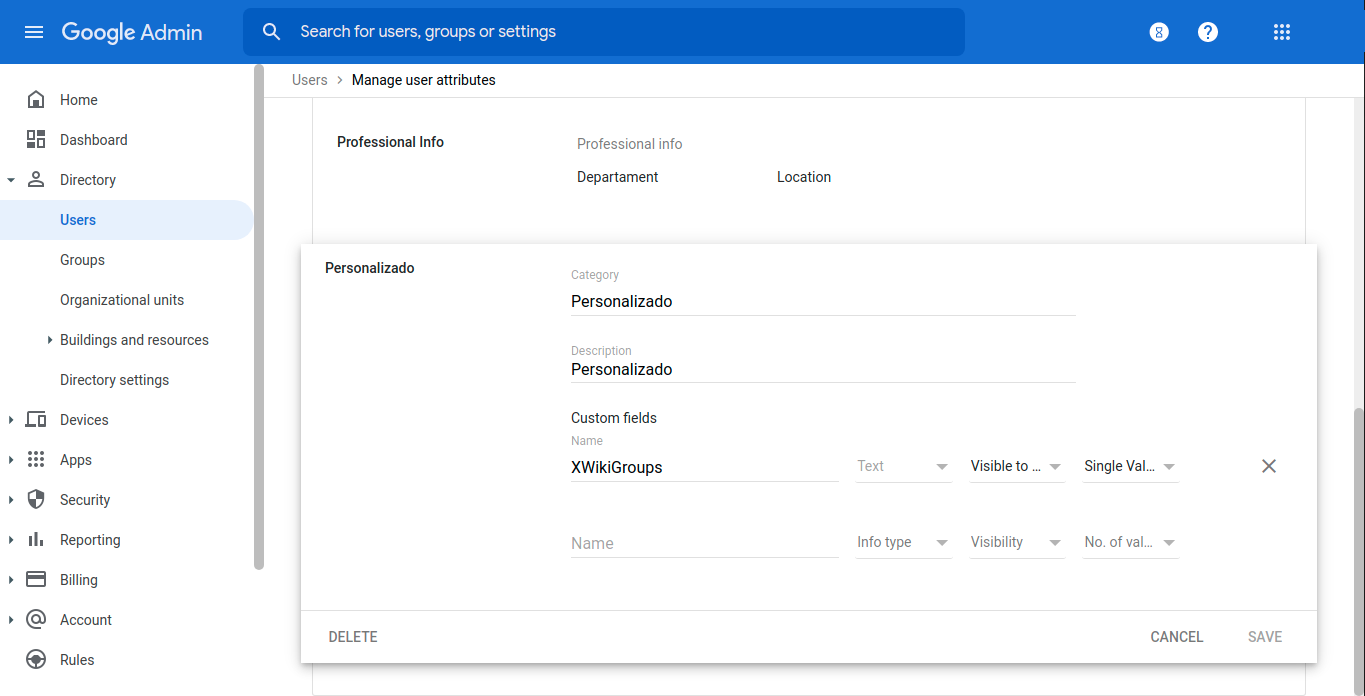 Google Admin
Search for users, groups or settings
Home
Dashboard
Directory
Users
Groups
Organizational units
Buildings and resources
Directory settings
Devices
Apps
Security
Reporting
Billing
Account
Rules
Users > Manage user attributes
Professional Info
Professional info
Departament Location
Personalizado
Category
Personalizado
Description
Personalizado
Custom fields
Name
XWikiGroups Text Visible to ... Single Val...
Name Info type Visibility No. of val...
DELETE CANCEL SAVE